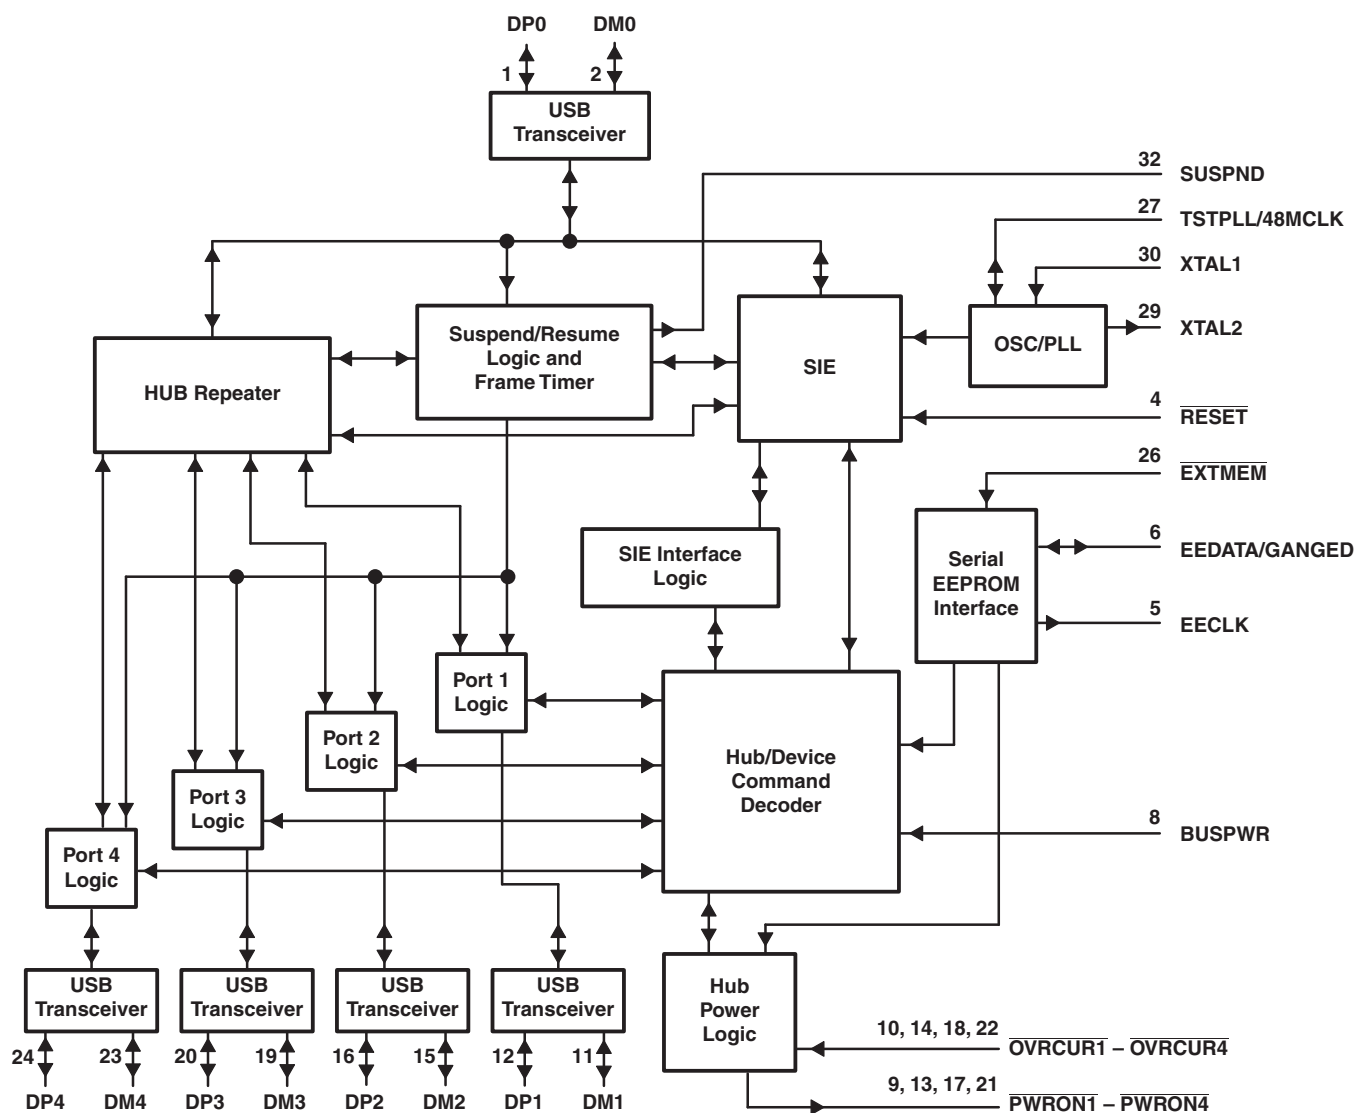 DP0 DM0
1 2
USB
Transceiver
32 SUSPND
27 TSTPLL/48MCLK
30 XTAL1
29 XTAL2
OSC/PLL
Suspend/Resume
Logic and
Frame Timer
SIE
HUB Repeater
4 RESET
26 EXTMEM
6 EEDATA/GANGED
5 EECLK
Serial
EEPROM
Interface
SIE Interface
Logic
Port 1
Logic
Port 2
Logic
Port 3
Logic
Port 4
Logic
Hub/Device
Command
Decoder
8 BUSPWR
USB
Transceiver
USB
Transceiver
USB
Transceiver
USB
Transceiver
Hub
Power
Logic
10, 14, 18, 22
OVRCUR1 – OVRCUR4
9, 13, 17, 21
PWRON1 – PWRON4
24 23 20 19 16 15 12 11
DP4 DM4 DP3 DM3 DP2 DM2 DP1 DM1